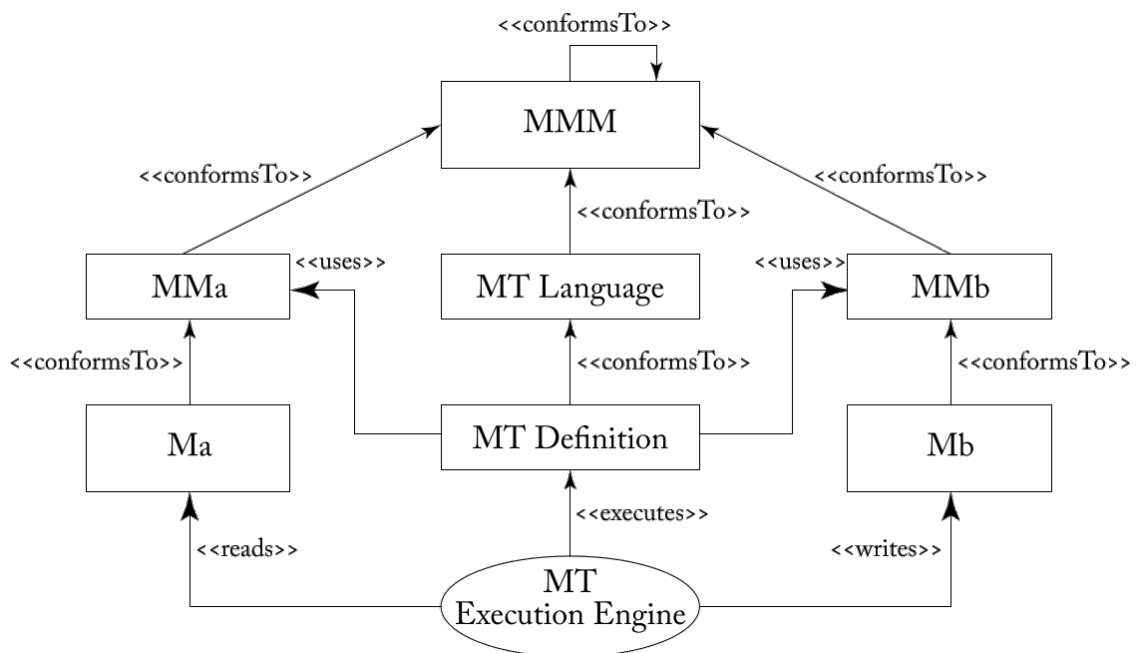 <<conformsTo>>
MMM
<<conformsTo>>
<<conformsTo>>
<<conformsTo>>
<<uses>>
<<uses>>
MMa
MT Language
MMb
<<conformsTo>>
<<conformsTo>>
<<conformsTo>>
Ma
MT Definition
Mb
<<executes>>
<<reads>>
<<writes>>
MT
Execution Engine